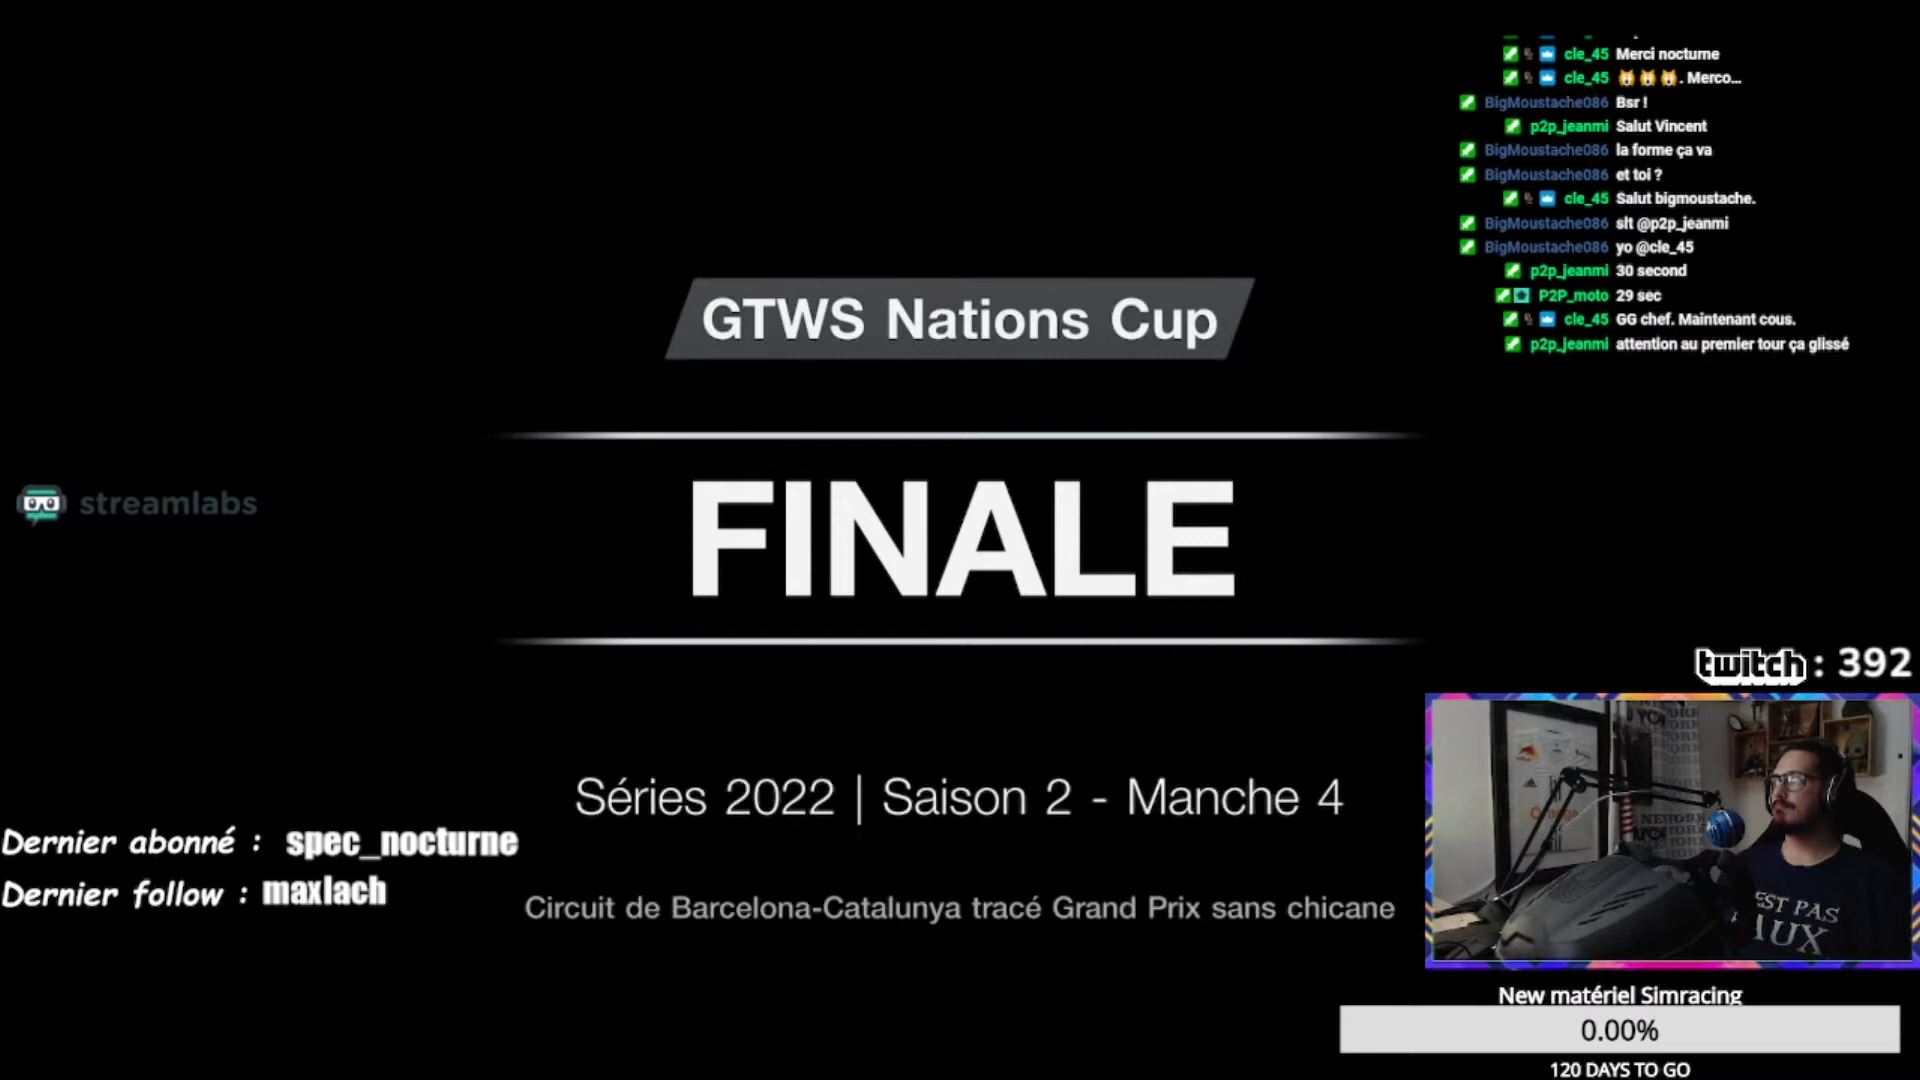 cle_45 Merci nocturne
cle_45 . Merco...
BigMoustache086 Bsr !
p2p_jeanmi Salut Vincent
BigMoustache086 la forme ça va
BigMoustache086 et toi ?
cle_45 Salut bigmoustache.
BigMoustache086 slt @p2p_jeanmi
BigMoustache086 yo @cle_45
p2p_jeanmi 30 second
P2P_moto 29 sec
cle_45 GG chef. Maintenant cous.
p2p_jeanmi attention au premier tour ça glissé
GTWS Nations Cup
FINALE
streamlabs
Séries 2022 | Saison 2 - Manche 4
Circuit de Barcelona-Catalunya tracé Grand Prix sans chicane
Dernier abonné : spec_nocturne
Dernier follow : maxlach
twitch : 392
EST PAS
New matériel Simracing
0.00%
120 DAYS TO GO